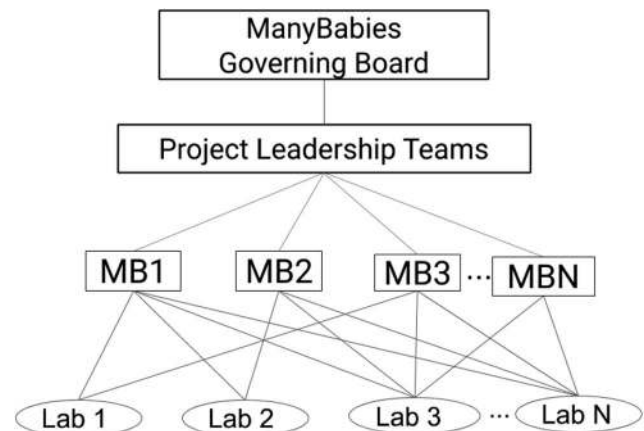 ManyBabies
Governing Board
Project Leadership Teams
MB1 MB2 MB3 ... MBN
Lab 1 Lab 2 Lab 3 ... Lab N